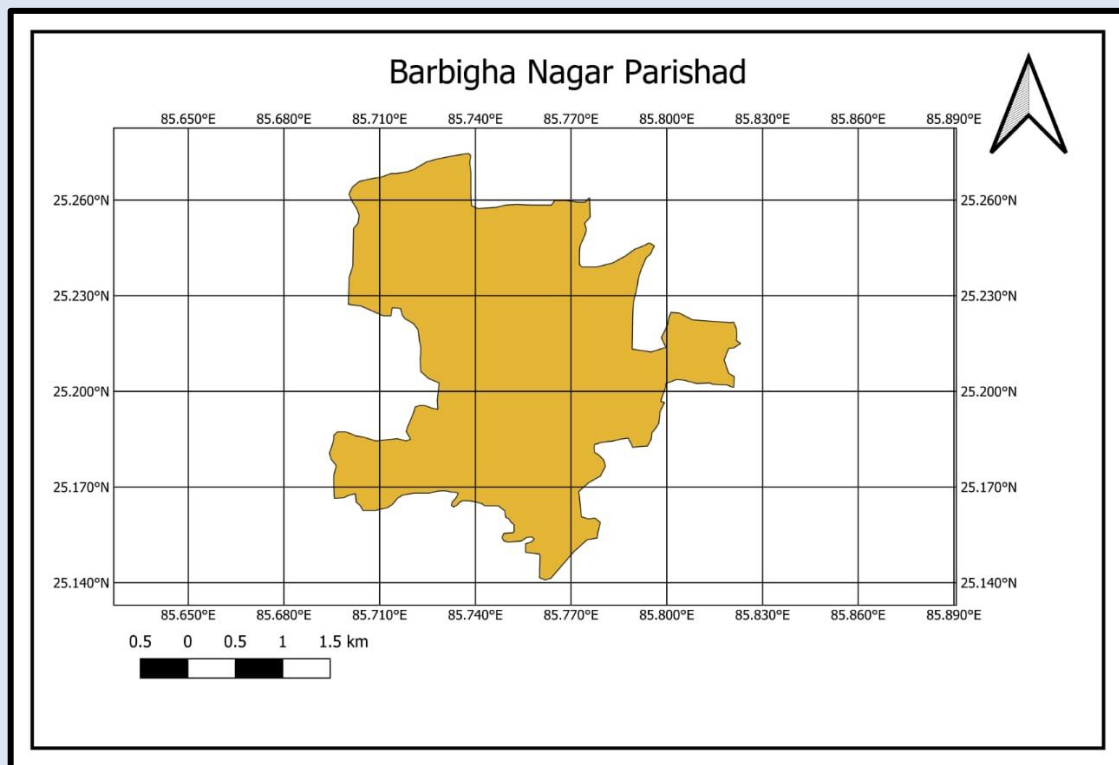 Barbigha Nagar Parishad
85.650°E 85.680°E 85.710°E 85.740°E 85.770°E 85.800°E 85.830°E 85.860°E 85.890°E
25.260°N 25.260°N
25.230°N 25.230°N
25.200°N 25.200°N
25.170°N 25.170°N
25.140°N 25.140°N
85.650°E 85.680°E 85.710°E 85.740°E 85.770°E 85.800°E 85.830°E 85.860°E 85.890°E
0.5 0 0.5 1 1.5 km